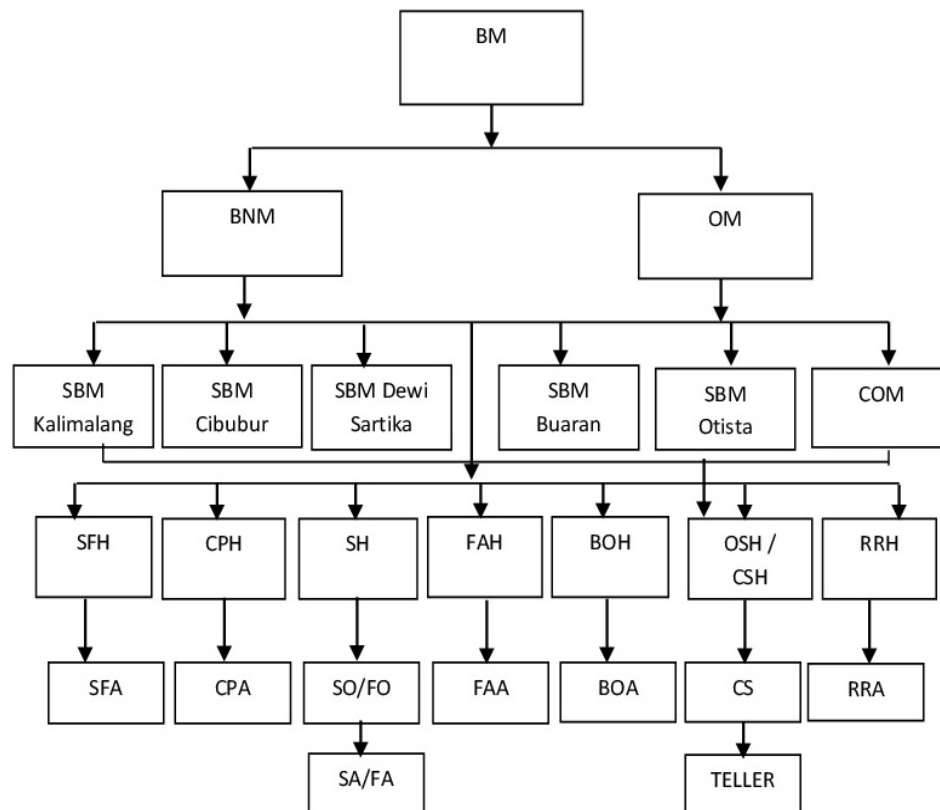 BM
BNM
OM
SBM
Kalimalang
SBM
Cibubur
SBM Dewi
Sartika
SBM
Buaran
SBM
Otista
COM
SFH
CPH
SH
FAH
BOH
OSH /
CSH
RRH
SFA
CPA
SO/FO
FAA
BOA
CS
RRA
SA/FA
TELLER